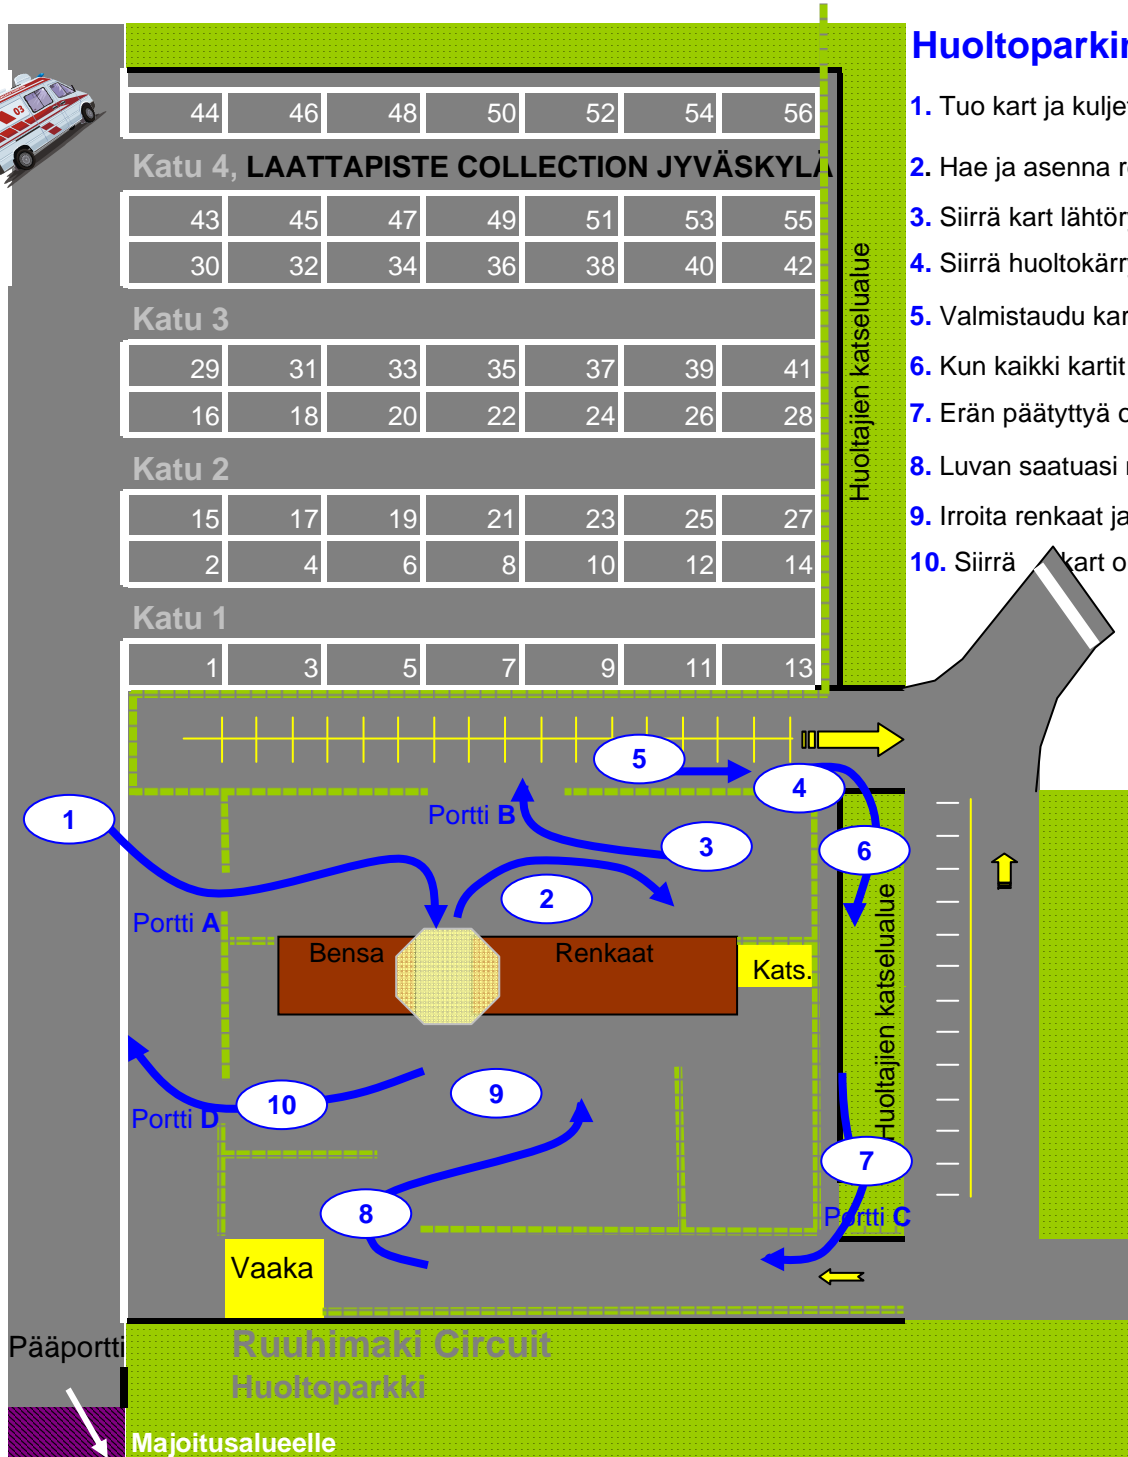 Huoltoparkin
1. Tuo kart ja kuljet
2. Hae ja asenna re
3. Siirrä kart lähtöry
4. Siirrä huoltokärry
5. Valmistaudu kar
6. Kun kaikki kartit
7. Erän päätyttyä o
8. Luvan saatuasi
9. Irroita renkaat ja
10. Siirrä kart o
03
44 46 48 50 52 54 56
Katu 4, LAATTAPISTE COLLECTION JYVÄSKYLÄ
43 45 47 49 51 53 55
30 32 34 36 38 40 42
Katu 3
29 31 33 35 37 39 41
16 18 20 22 24 26 28
Katu 2
15 17 19 21 23 25 27
2 4 6 8 10 12 14
Katu 1
1 3 5 7 9 11 13
Huoltajien katselualue
5
4
1
Portti B
3
6
2
Portti A
Bensa
Renkaat
Kats.
Huoltajien katselualue
9
10
Portti D
7
8
Portti C
Vaaka
Pääportti
Ruuhimaki Circuit
Huoltoparkki
Majoitusalueelle